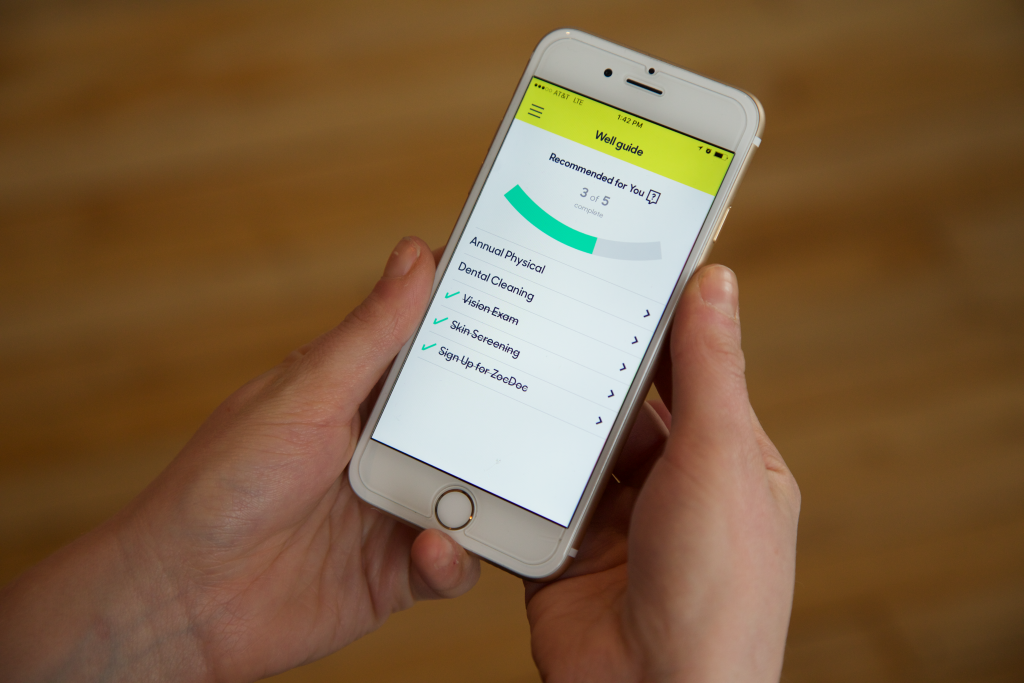 AT&T LTE
1:42 PM
Well guide
Recommended for You ?
3 of 5
complete
Annual Physical
Dental Cleaning
Vision Exam
Skin Screening
Sign Up for ZocDoc